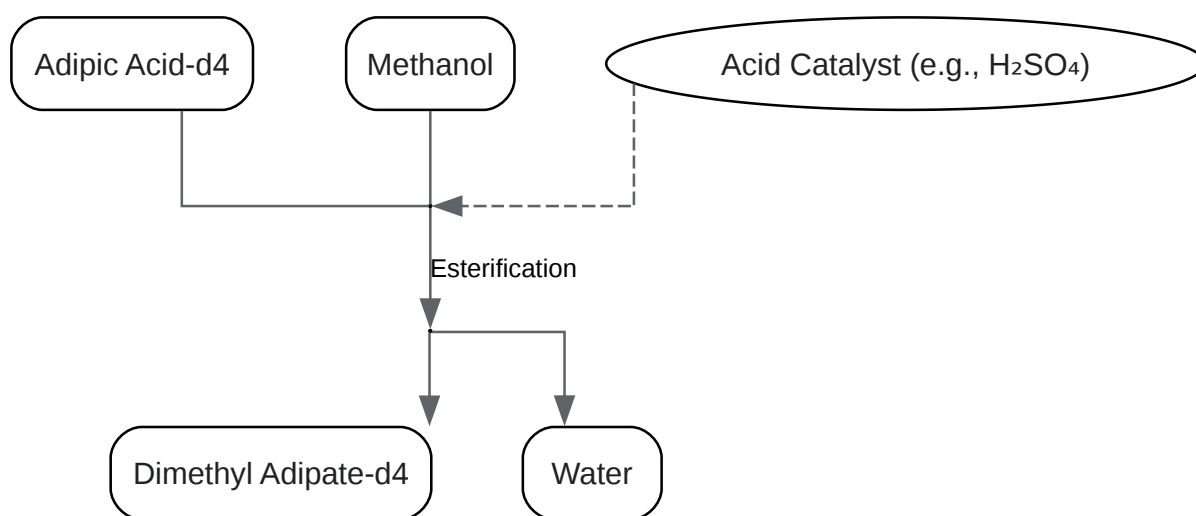 Adipic Acid-d4
Methanol
Acid Catalyst (e.g., H₂SO₄)
Esterification
Dimethyl Adipate-d4
Water